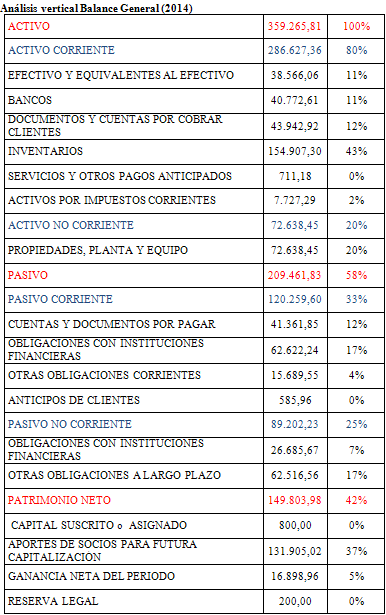 Análisis vertical Balance General (2014)
ACTIVO 359.265,81 100%
ACTIVO CORRIENTE 286.627,36 80%
EFECTIVO Y EQUIVALENTES AL EFECTIVO 38.566,06 11%
BANCOS 40.772,61 11%
DOCUMENTOS Y CUENTAS POR COBRAR
CLIENTES 43.942,92 12%
INVENTARIOS 154.907,30 43%
SERVICIOS Y OTROS PAGOS ANTICIPADOS 711,18 0%
ACTIVOS POR IMPUESTOS CORRIENTES 7.727,29 2%
ACTIVO NO CORRIENTE 72.638,45 20%
PROPIEDADES, PLANTA Y EQUIPO 72.638,45 20%
PASIVO 209.461,83 58%
PASIVO CORRIENTE 120.259,60 33%
CUENTAS Y DOCUMENTOS POR PAGAR 41.361,85 12%
OBLIGACIONES CON INSTITUCIONES
FINANCIERAS 62.622,24 17%
OTRAS OBLIGACIONES CORRIENTES 15.689,55 4%
ANTICIPOS DE CLIENTES 585,96 0%
PASIVO NO CORRIENTE 89.202,23 25%
OBLIGACIONES CON INSTITUCIONES
FINANCIERAS 26.685,67 7%
OTRAS OBLIGACIONES A LARGO PLAZO 62.516,56 17%
PATRIMONIO NETO 149.803,98 42%
CAPITAL SUSCRITO o ASIGNADO 800,00 0%
APORTES DE SOCIOS PARA FUTURA
CAPITALIZACIÓN 131.905,02 37%
GANANCIA NETA DEL PERIODO 16.898,96 5%
RESERVA LEGAL 200,00 0%